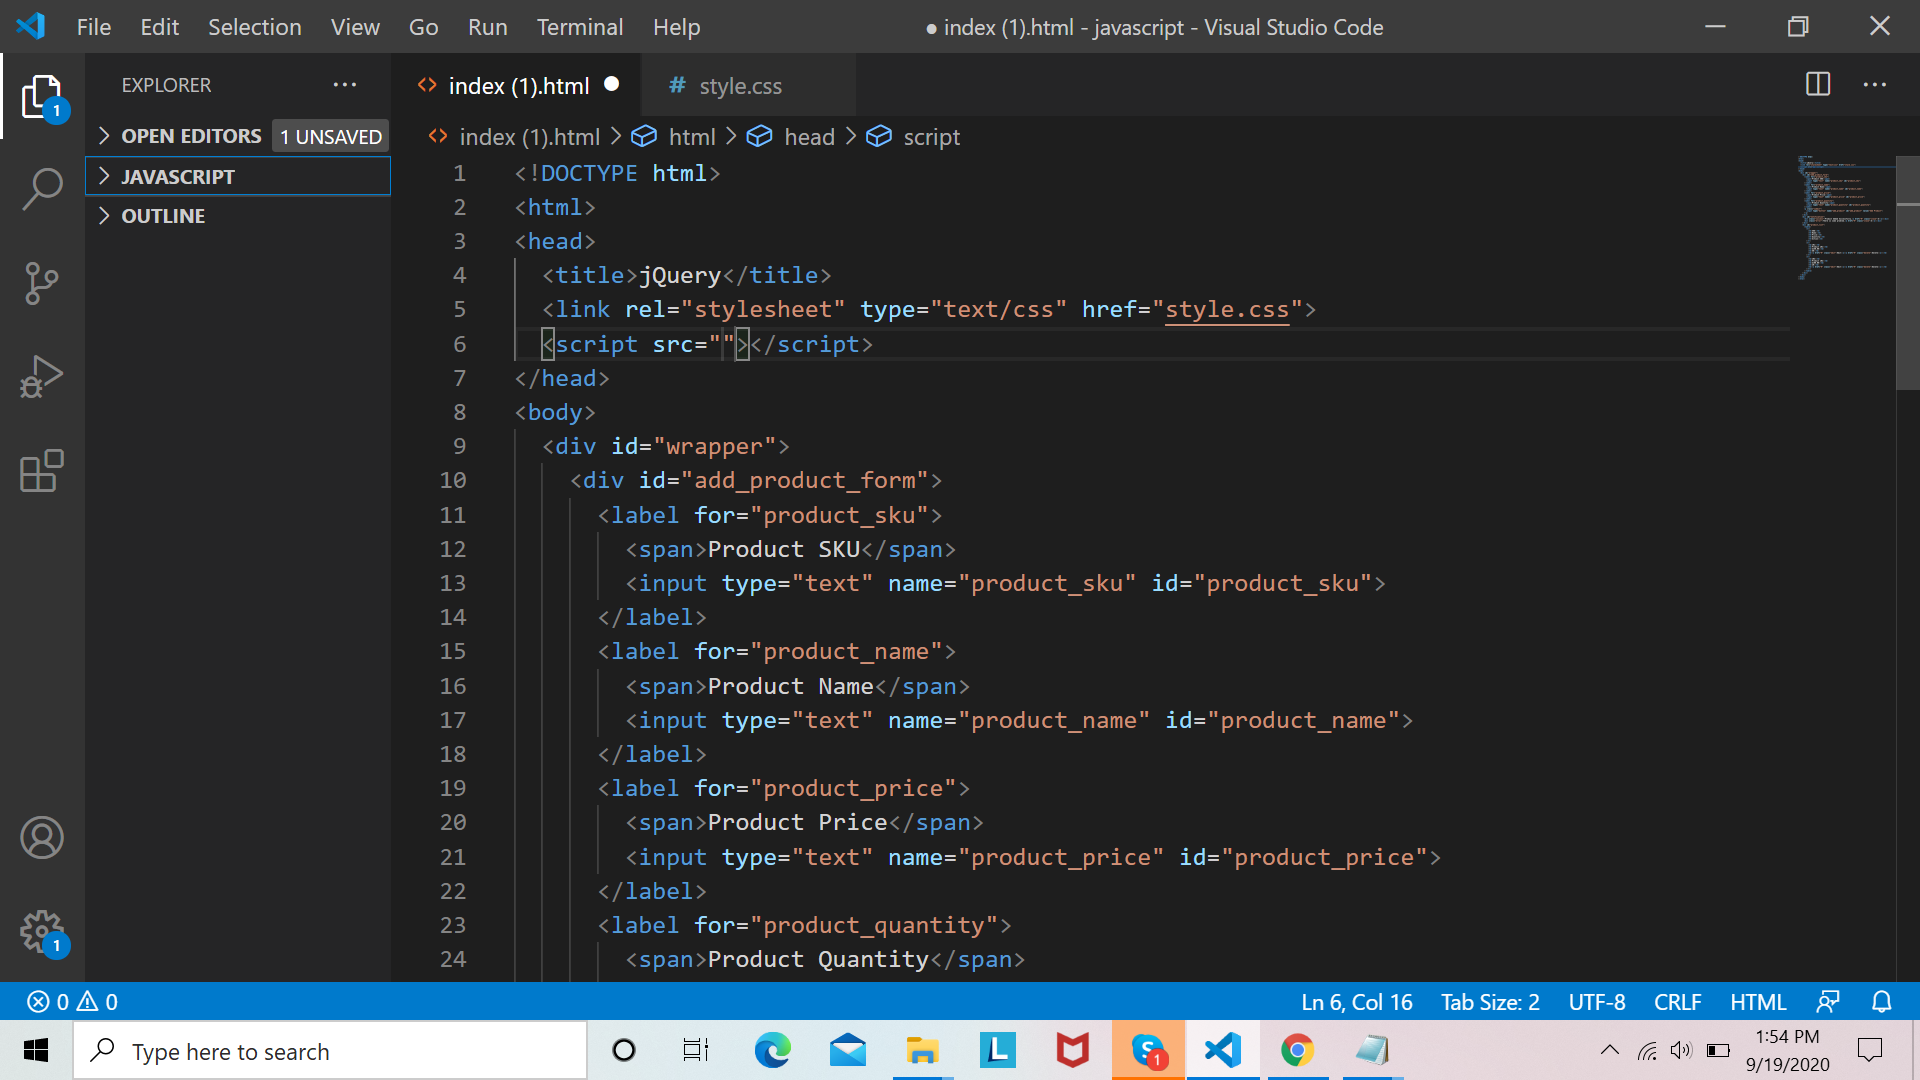 File Edit Selection View Go Run Terminal Help ● index (1).html - javascript - Visual Studio Code
EXPLORER ··· <> index (1).html ● # style.css ···
1
> OPEN EDITORS 1 UNSAVED
<> index (1).html > html > head > script
> JAVASCRIPT
> OUTLINE
1 <!DOCTYPE html>
2 <html>
3 <head>
4 <title>jQuery</title>
5 <link rel="stylesheet" type="text/css" href="style.css">
6 <script src=""></script>
7 </head>
8 <body>
9 <div id="wrapper">
10 <div id="add_product_form">
11 <label for="product_sku">
12 <span>Product SKU</span>
13 <input type="text" name="product_sku" id="product_sku">
14 </label>
15 <label for="product_name">
16 <span>Product Name</span>
17 <input type="text" name="product_name" id="product_name">
18 </label>
19 <label for="product_price">
20 <span>Product Price</span>
21 <input type="text" name="product_price" id="product_price">
22 </label>
23 <label for="product_quantity">
24 <span>Product Quantity</span>
1
0 0 Ln 6, Col 16 Tab Size: 2 UTF-8 CRLF HTML
Type here to search L S 1 1:54 PM
9/19/2020